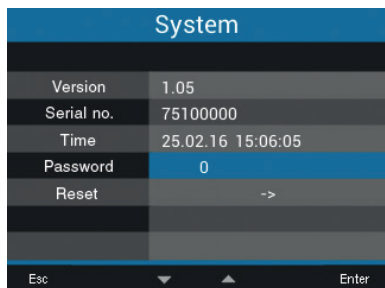 System
Version 1.05
Serial no. 75100000
Time 25.02.16 15:06:05
Password 0
Reset ->
Esc Enter